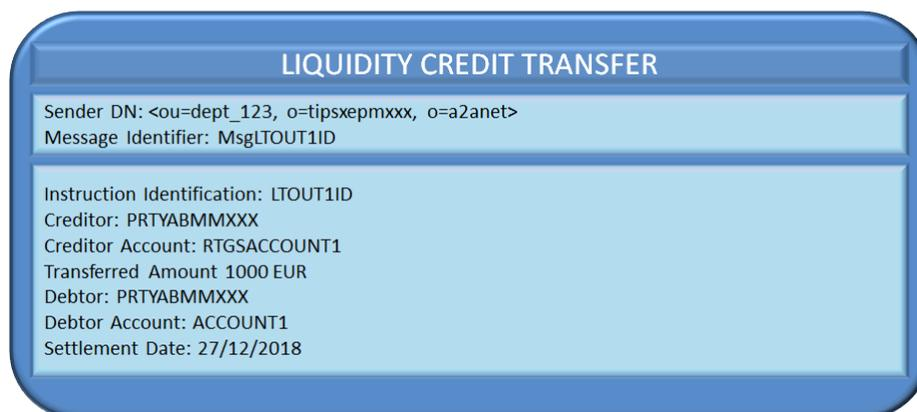 LIQUIDITY CREDIT TRANSFER
Sender DN: <ou=dept_123, o=tipsxepmxxx, o=a2anet>
Message Identifier: MsgLTOUT1ID
Instruction Identification: LTOUT1ID
Creditor: PRTYABMMXXX
Creditor Account: RTGSACCOUNT1
Transferred Amount 1000 EUR
Debtor: PRTYABMMXXX
Debtor Account: ACCOUNT1
Settlement Date: 27/12/2018